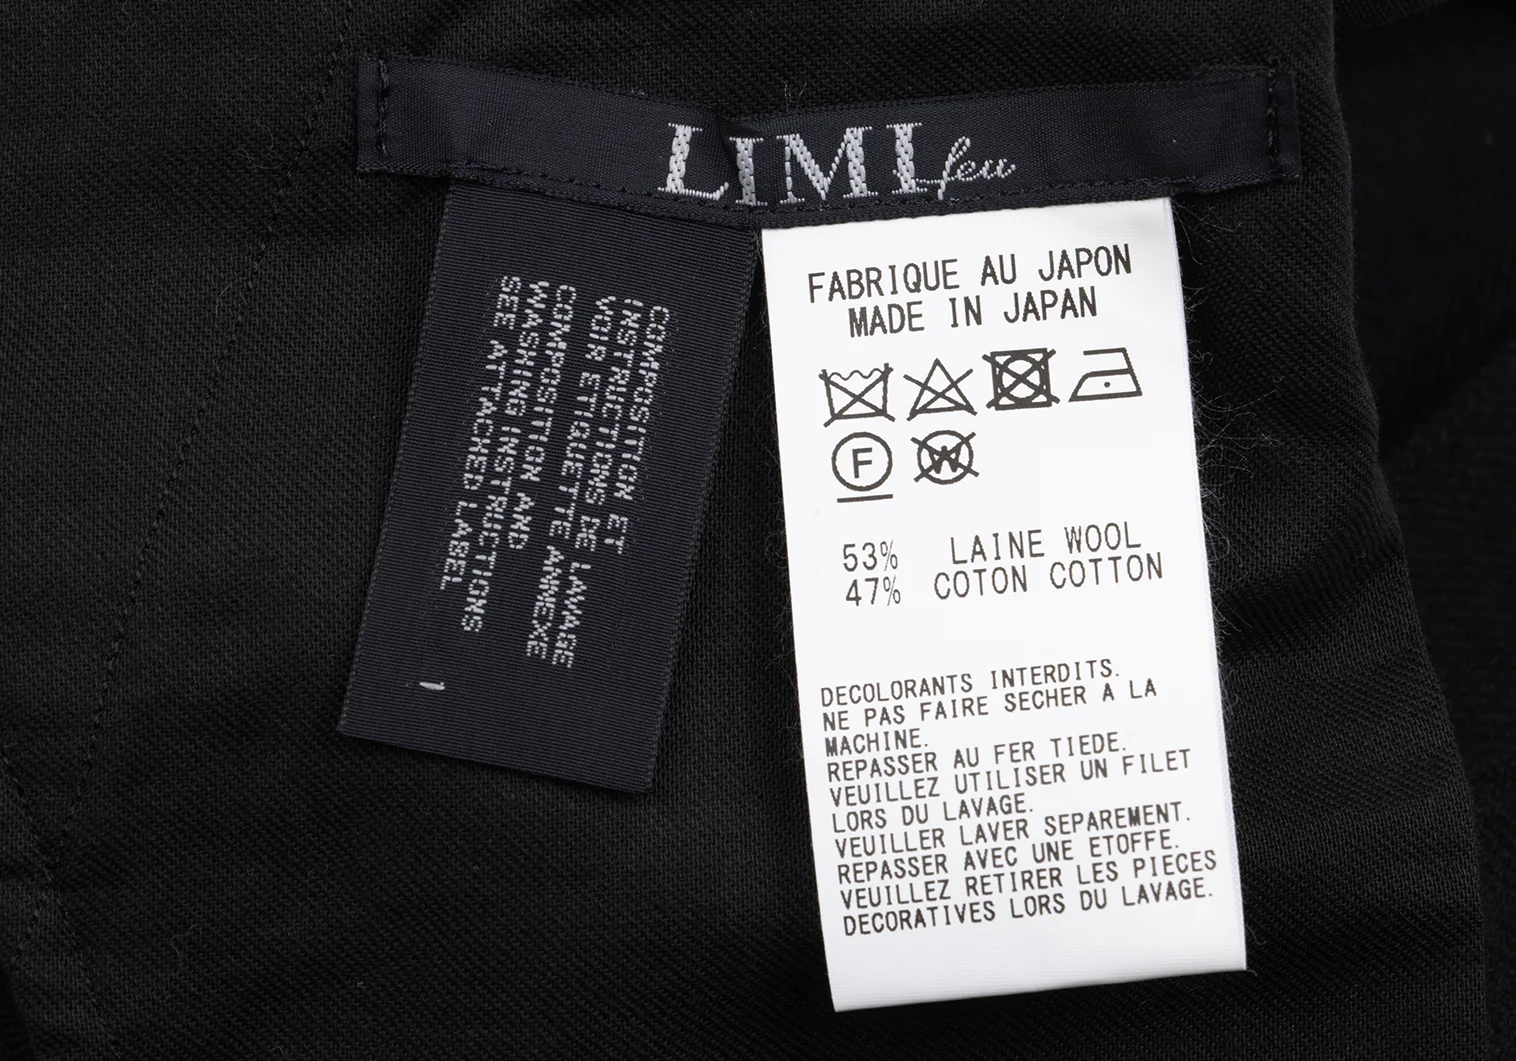 LIMI feu
COMPOSITION ET
INSTRUCTIONS DE LAVAGE
VOIR ETIQUETTE ANNEXE
COMPOSITION AND
WASHING INSTRUCTIONS
SEE ATTACHED LABEL
FABRIQUE AU JAPON
MADE IN JAPAN
F W
53% LAINE WOOL
47% COTON COTTON
DECOLORANTS INTERDITS.
NE PAS FAIRE SECHER A LA
MACHINE.
REPASSER AU FER TIEDE.
VEUILLEZ UTILISER UN FILET
LORS DU LAVAGE.
VEUILLER LAVER SEPAREMENT.
REPASSER AVEC UNE ETOFFE.
VEUILLEZ RETIRER LES PIECES
DECORATIVES LORS DU LAVAGE.